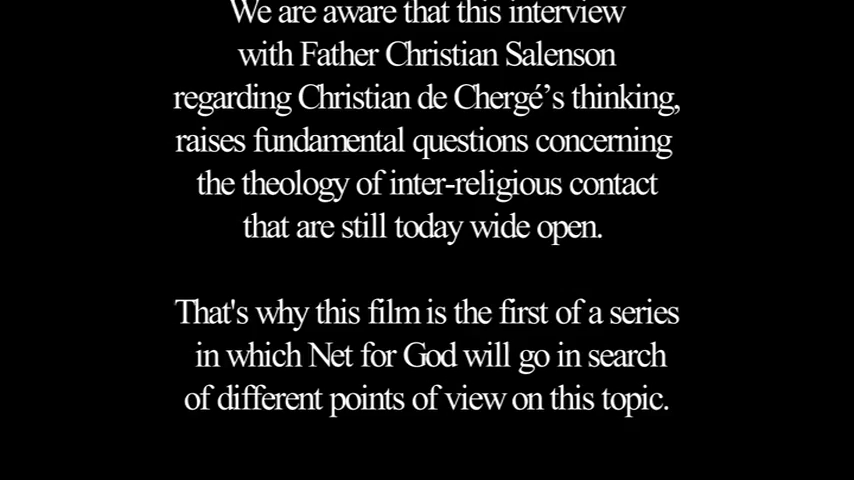 We are aware that this interview
with Father Christian Salenson
regarding Christian de Chergé’s thinking,
raises fundamental questions concerning
the theology of inter-religious contact
that are still today wide open.
That's why this film is the first of a series
in which Net for God will go in search
of different points of view on this topic.